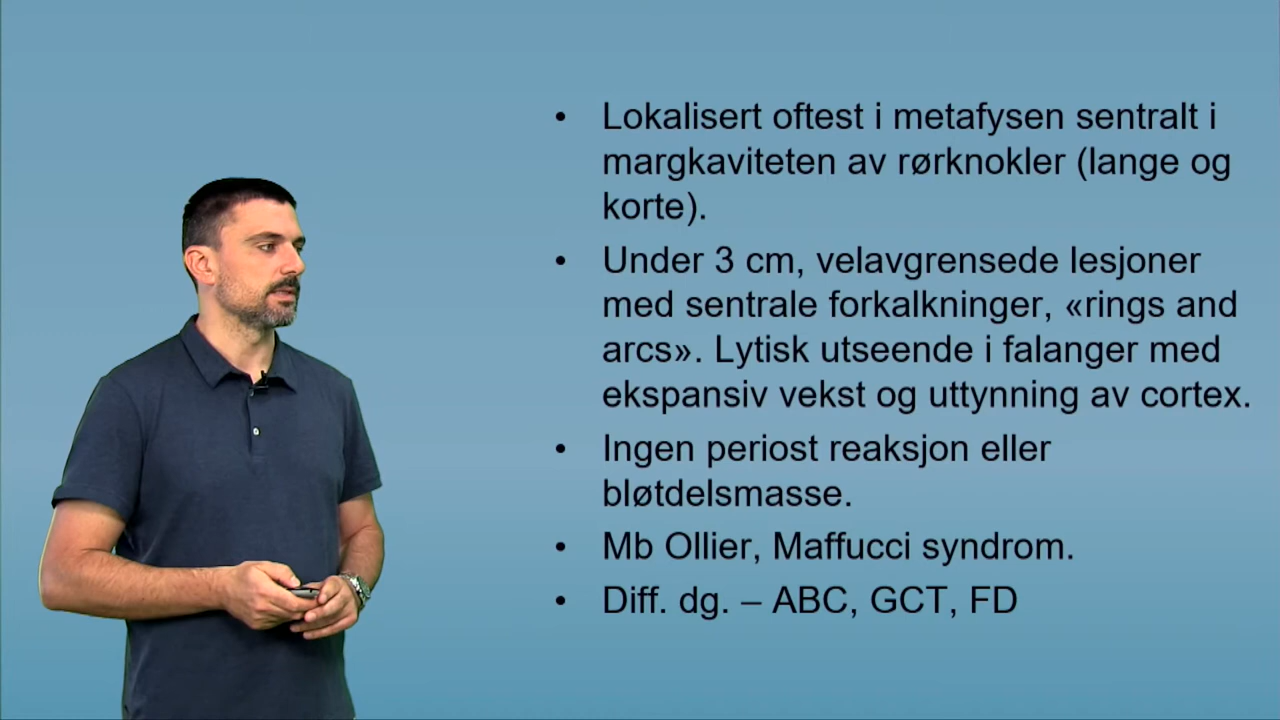 • Lokalisert oftest i metafysen sentralt i
margkaviteten av rørknokler (lange og
korte).
• Under 3 cm, velavgrensede lesjoner
med sentrale forkalkninger, «rings and
arcs». Lytisk utseende i falanger med
ekspansiv vekst og uttynning av cortex.
• Ingen periost reaksjon eller
bløtdelsmasse.
• Mb Ollier, Maffucci syndrom.
• Diff. dg. – ABC, GCT, FD